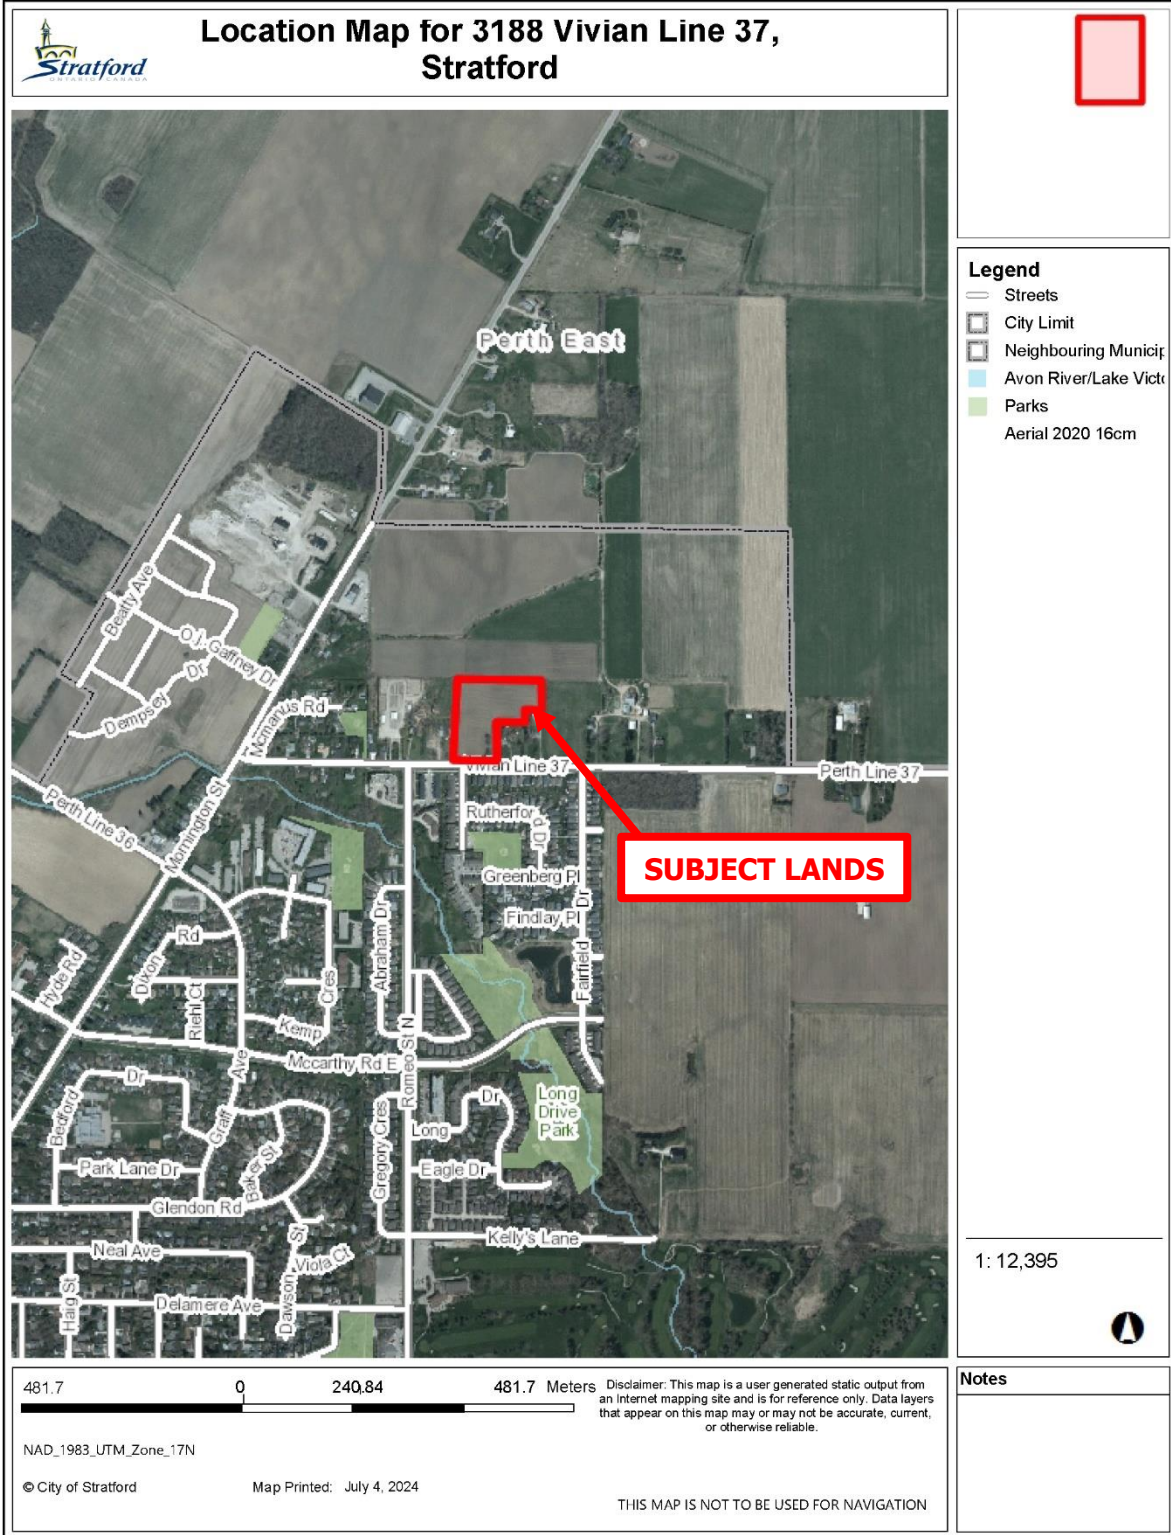 Location Map for 3188 Vivian Line 37,
Stratford
Stratford
ONTARIO CANADA
Perth East
Beatty Ave
O.J. Gaffney Dr
Dempsey Dr
Mcmanus Rd
Vivian Line 37
Perth Line 37
Perth Line 36
Mornington St
Rutherford Dr
Greenberg Pl
Findlay Pl
Fairfield Dr
SUBJECT LANDS
Hyde Rd
Dixon Rd
Riehl Ct
Kemp Cres
Abraham Dr
Romeo St N
Mccarthy Rd E
Graff Ave
Bedford Dr
Gregory Cres
Long Dr
Long
Drive
Park
Park Lane Dr
Baker St
Eagle Dr
Glendon Rd
Kelly's Lane
Neal Ave
Viola Ct
Dawson St
Haig St
Delamere Ave
Legend
Streets
City Limit
Neighbouring Municip
Avon River/Lake Victo
Parks
Aerial 2020 16cm
1: 12,395
481.7 0 240.84 481.7 Meters
Disclaimer: This map is a user generated static output from
an Internet mapping site and is for reference only. Data layers
that appear on this map may or may not be accurate, current,
or otherwise reliable.
NAD_1983_UTM_Zone_17N
© City of Stratford
Map Printed: July 4, 2024
THIS MAP IS NOT TO BE USED FOR NAVIGATION
Notes